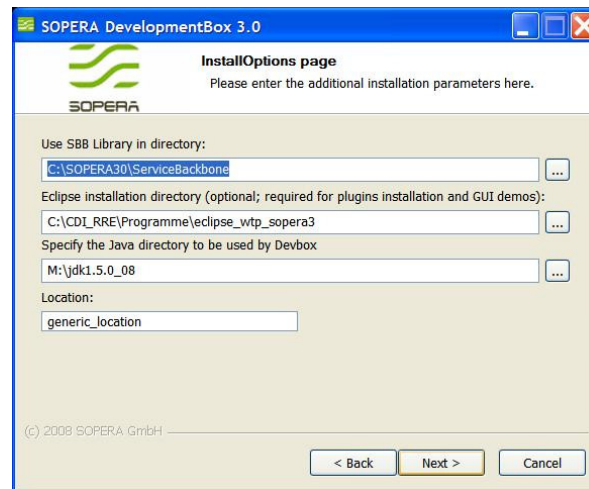 SOPERA DevelopmentBox 3.0
InstallOptions page
Please enter the additional installation parameters here.
SOPERA
Use SBB Library in directory:
C:\SOPERA30\ServiceBackbone
...
Eclipse installation directory (optional; required for plugins installation and GUI demos):
C:\CDI_RRE\Programme\eclipse_wtp_sopera3
...
Specify the Java directory to be used by Devbox
M:\jdk1.5.0_08
...
Location:
generic_location
(c) 2008 SOPERA GmbH
< Back Next > Cancel